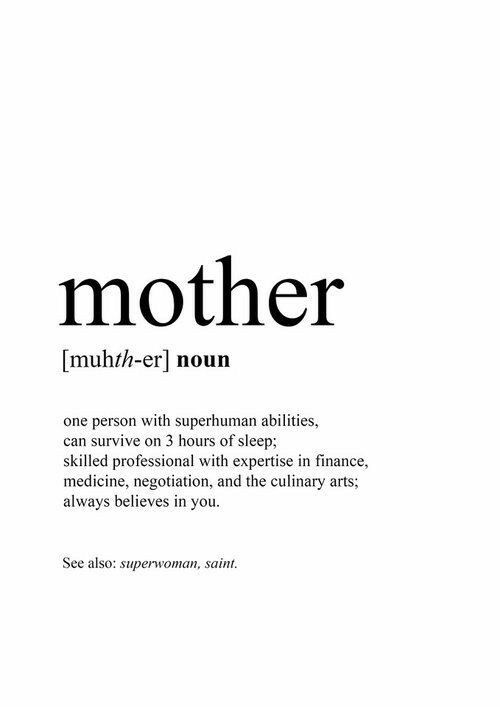 mother
[muhth-er] noun
one person with superhuman abilities,
can survive on 3 hours of sleep;
skilled professional with expertise in finance,
medicine, negotiation, and the culinary arts;
always believes in you.
See also: superwoman, saint.